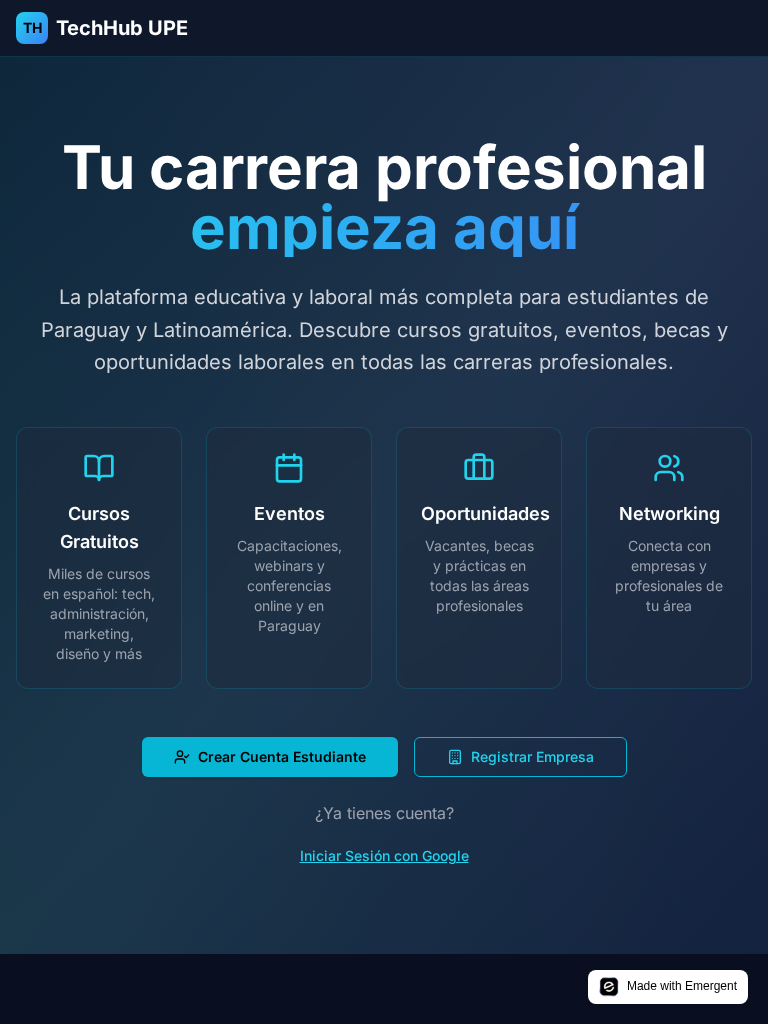 TH TechHub UPE
Tu carrera profesional
empieza aquí
La plataforma educativa y laboral más completa para estudiantes de
Paraguay y Latinoamérica. Descubre cursos gratuitos, eventos, becas y
oportunidades laborales en todas las carreras profesionales.
Cursos
Gratuitos
Miles de cursos
en español: tech,
administración,
marketing,
diseño y más
Eventos
Capacitaciones,
webinars y
conferencias
online y en
Paraguay
Oportunidades
Vacantes, becas
y prácticas en
todas las áreas
profesionales
Networking
Conecta con
empresas y
profesionales de
tu área
Crear Cuenta Estudiante
Registrar Empresa
¿Ya tienes cuenta?
Iniciar Sesión con Google
Made with Emergent